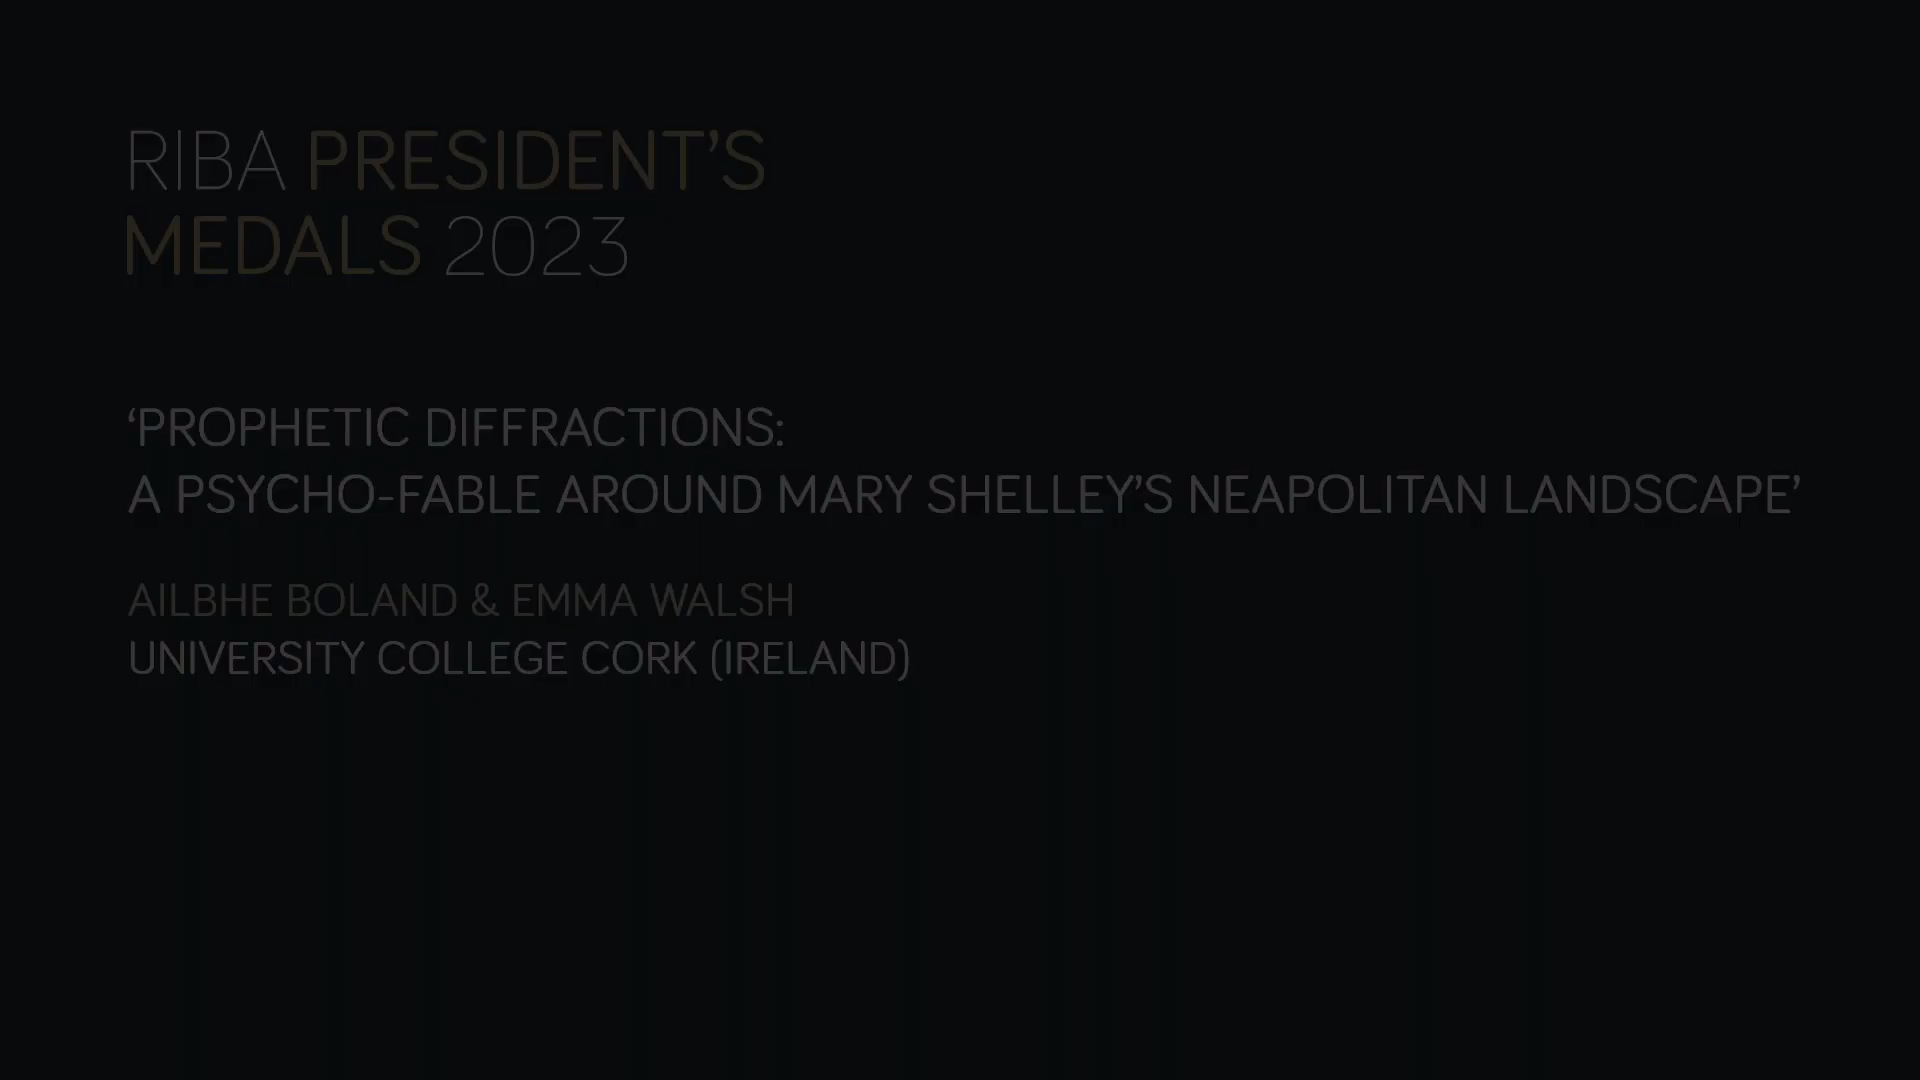 RIBA PRESIDENT’S
MEDALS 2023
‘PROPHETIC DIFFRACTIONS:
A PSYCHO-FABLE AROUND MARY SHELLEY’S NEAPOLITAN LANDSCAPE’
AILBHE BOLAND & EMMA WALSH
UNIVERSITY COLLEGE CORK (IRELAND)